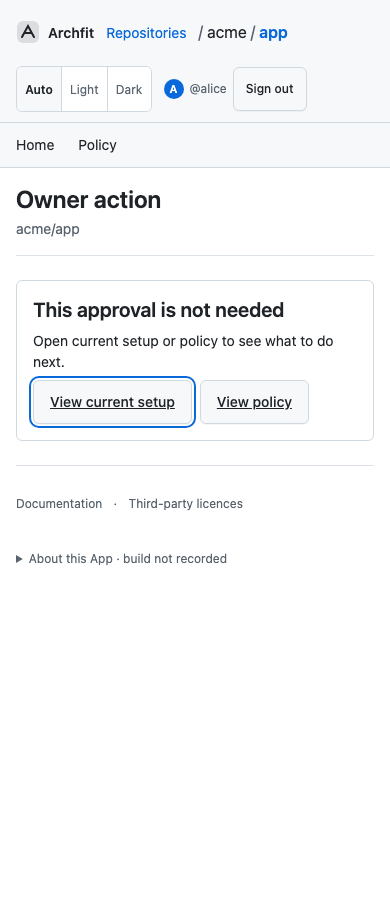 Archfit Repositories / acme / app
Auto Light Dark A @alice Sign out
Home Policy
Owner action
acme/app
This approval is not needed
Open current setup or policy to see what to do
next.
View current setup View policy
Documentation · Third-party licences
About this App · build not recorded